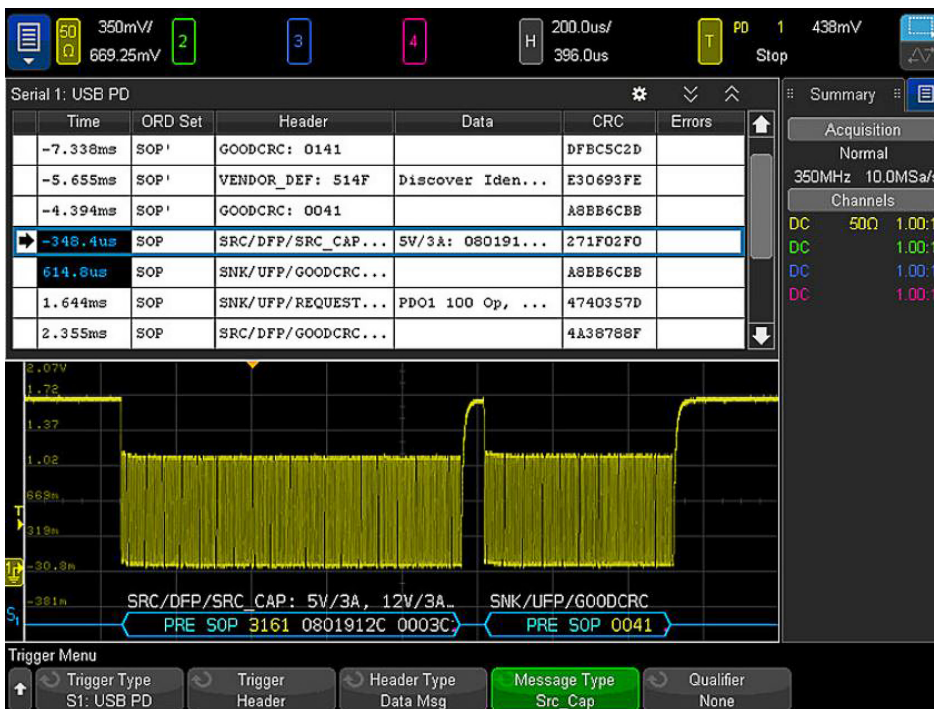 50Ω 350mV/ 669.25mV 2 3 4 H 200.0us/ 396.0us T PD 1 438mV Stop
Serial 1: USB PD
Time ORD Set Header Data CRC Errors
-7.338ms SOP' GOODCRC: 0141 DFBC5C2D
-5.655ms SOP' VENDOR_DEF: 514F Discover Iden... E30693FE
-4.394ms SOP' GOODCRC: 0041 A8BB6CBB
-348.4us SOP SRC/DFP/SRC_CAP... 5V/3A: 080191... 271F02F0
614.8us SOP SNK/UFP/GOODCRC... A8BB6CBB
1.644ms SOP SNK/UFP/REQUEST... PDO1 100 Op, ... 4740357D
2.355ms SOP SRC/DFP/GOODCRC... 4A38788F
Summary
Acquisition
Normal
350MHz 10.0MSa/s
Channels
DC 50Ω 1.00:1
DC 1.00:1
DC 1.00:1
DC 1.00:1
2.07V
1.72
1.37
1.02
669m
T
319m
-30.8m
-381m
S1
SRC/DFP/SRC_CAP: 5V/3A, 12V/3A… SNK/UFP/GOODCRC
PRE SOP 3161 0801912C 0003C PRE SOP 0041
Trigger Menu
Trigger Type Trigger Header Type Message Type Qualifier
S1: USB PD Header Data Msg Src_Cap None